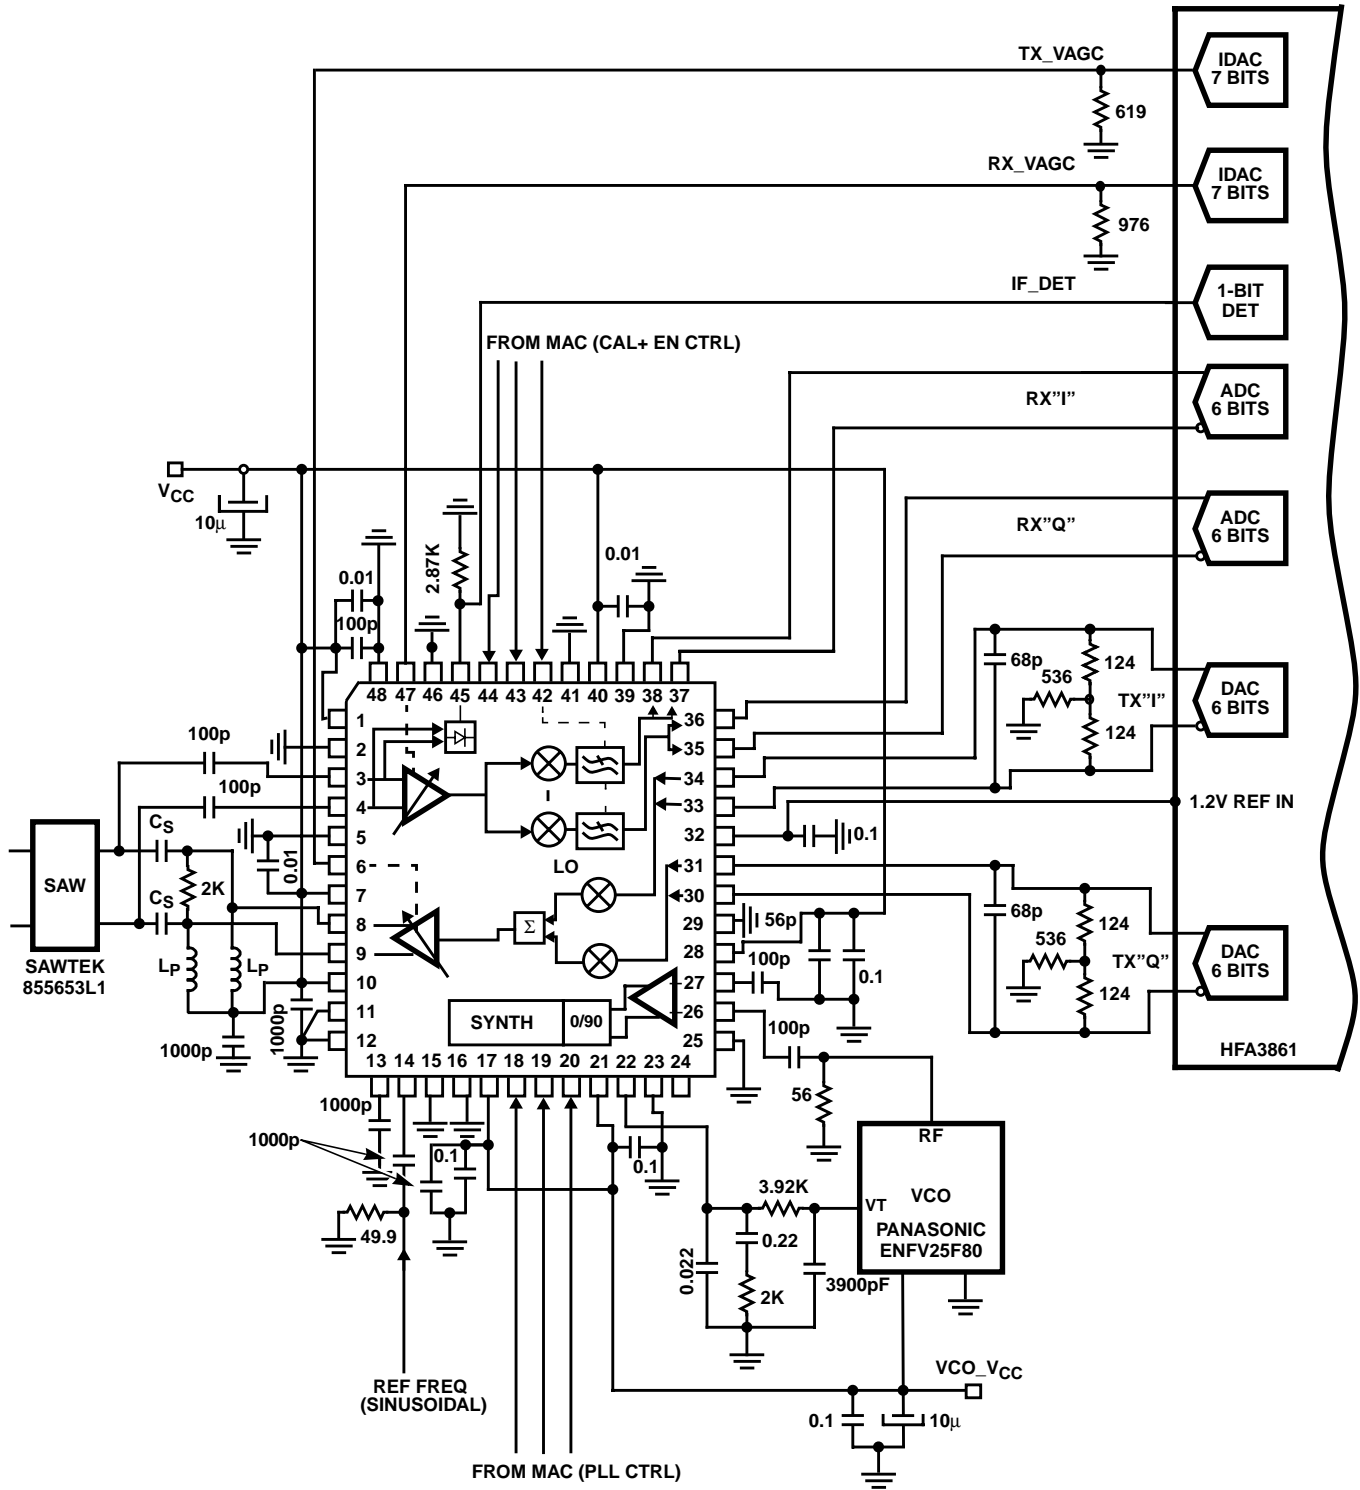 TX_VAGC
IDAC
7 BITS
619
RX_VAGC
IDAC
7 BITS
976
IF_DET
1-BIT
DET
FROM MAC (CAL+ EN CTRL)
RX”I”
ADC
6 BITS
VCC
10µ
RX”Q”
ADC
6 BITS
0.01
100p
2.87K
0.01
48 47 46 45 44 43 42 41 40 39 38 37
68p
124
536
124
TX”I”
DAC
6 BITS
1
2
3
4
5
6
7
8
9
10
11
12
36
35
34
33
32
31
30
29
28
27
26
25
100p
100p
1.2V REF IN
0.1
CS
SAW
2K
CS
0.01
LO
Σ
56p
68p
124
536
124
TX”Q”
DAC
6 BITS
SAWTEK
855653L1
LP
LP
100p
0.1
1000p
1000p
SYNTH
0/90
100p
HFA3861
13 14 15 16 17 18 19 20 21 22 23 24
1000p
56
1000p
0.1
0.1
RF
VCO
VT
PANASONIC
ENFV25F80
3.92K
49.9
0.22
0.022
3900pF
2K
REF FREQ
(SINUSOIDAL)
VCO_VCC
0.1
10µ
FROM MAC (PLL CTRL)